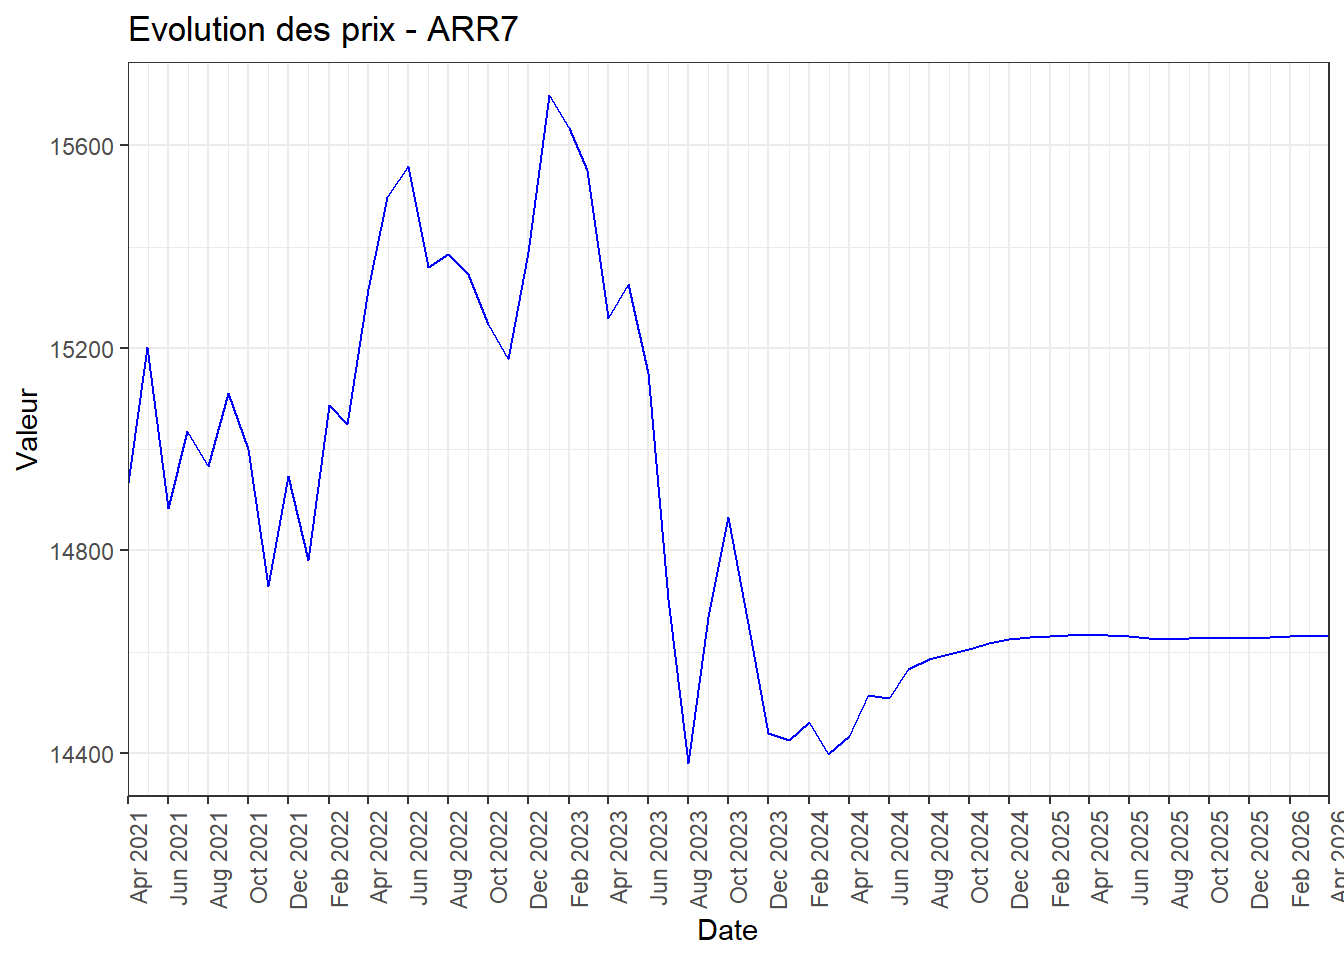 Evolution des prix - ARR7
15600
15200
14800
14400
Valeur
Apr 2021
Jun 2021
Aug 2021
Oct 2021
Dec 2021
Feb 2022
Apr 2022
Jun 2022
Aug 2022
Oct 2022
Dec 2022
Feb 2023
Apr 2023
Jun 2023
Aug 2023
Oct 2023
Dec 2023
Feb 2024
Apr 2024
Jun 2024
Aug 2024
Oct 2024
Dec 2024
Feb 2025
Apr 2025
Jun 2025
Aug 2025
Oct 2025
Dec 2025
Feb 2026
Apr 2026
Date